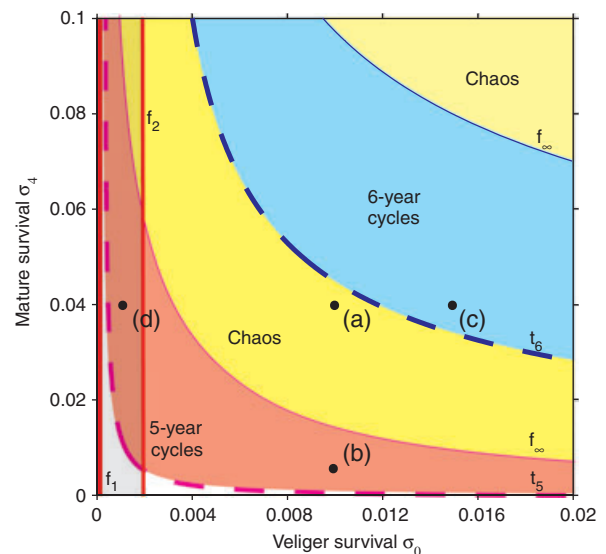 0.1
0.08
0.06
0.04
0.02
0
Mature survival σ4
0
0.004
0.008
0.012
0.016
0.02
Veliger survival σ0
f2
Chaos
f∞
6-year
cycles
(d)
(a)
(c)
Chaos
t6
5-year
cycles
(b)
f∞
f1
t5